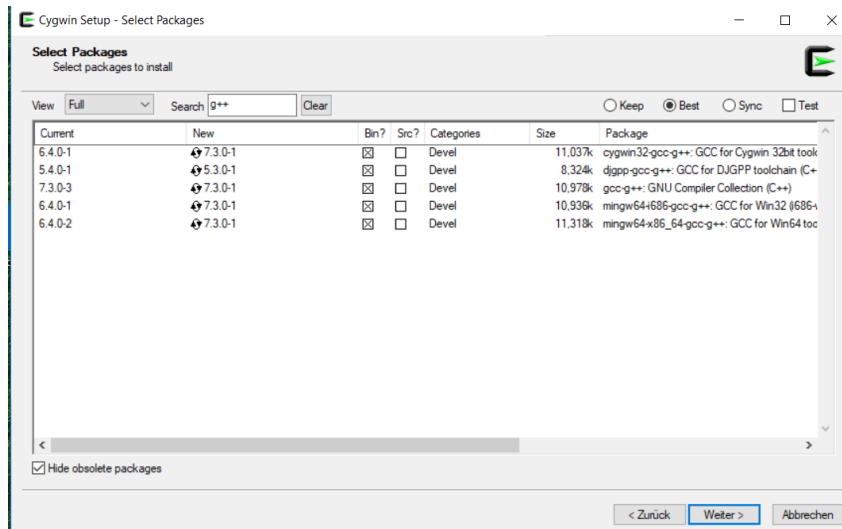 Cygwin Setup - Select Packages
Select Packages
Select packages to install
View Full Search g++ Clear Keep Best Sync Test
Current New Bin? Src? Categories Size Package
6.4.0-1 7.3.0-1 Devel 11,037k cygwin32-gcc-g++: GCC for Cygwin 32bit toolc
5.4.0-1 5.3.0-1 Devel 8,324k djgpp-gcc-g++: GCC for DJGPP toolchain (C+
7.3.0-3 7.3.0-1 Devel 10,978k gcc-g++: GNU Compiler Collection (C++)
6.4.0-1 7.3.0-1 Devel 10,936k mingw64-i686-gcc-g++: GCC for Win32 (i686-
6.4.0-2 7.3.0-1 Devel 11,318k mingw64-x86_64-gcc-g++: GCC for Win64 too
Hide obsolete packages
< Zurück Weiter > Abbrechen